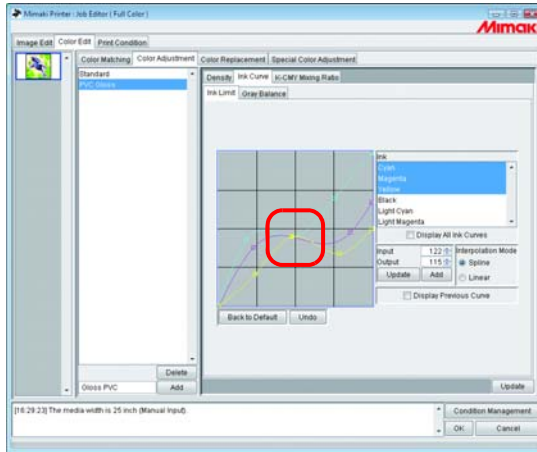 Mimaki Printer : Job Editor ( Full Color )
Mimaki
Image Edit Color Edit Print Condition
Color Matching Color Adjustment Color Replacement Special Color Adjustment
Standard
PVC Gloss
Density Ink Curve K-CMY Mixing Ratio
Ink Limit Gray Balance
Ink
Cyan
Magenta
Yellow
Black
Light Cyan
Light Magenta
Display All Ink Curves
Input 122 Interpolation Mode
Output 115 Spline
Update Add Linear
Display Previous Curve
Back to Default Undo
Delete
Gloss PVC Add
Update
[16:29:23] The media width is 25 inch (Manual Input).
Condition Management
OK Cancel